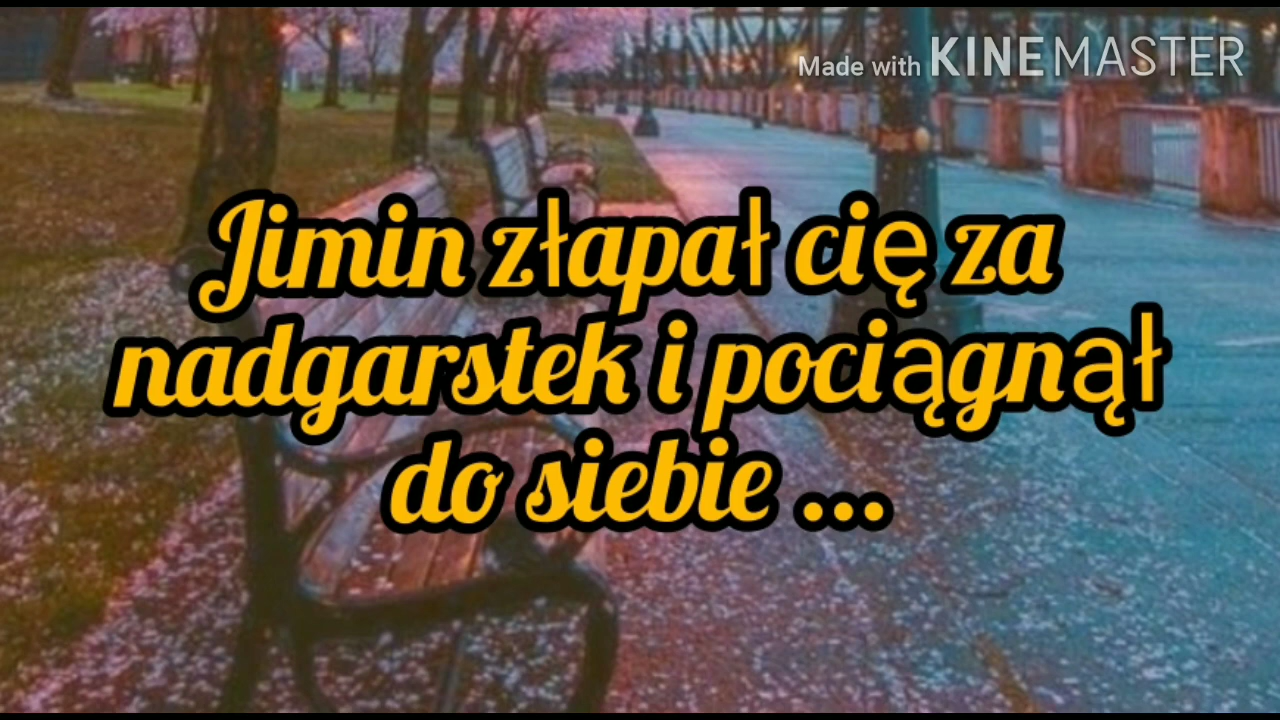 Made with KINEMASTER
Jimin złapał cię za
nadgarstek i pociągnął
do siebie ...